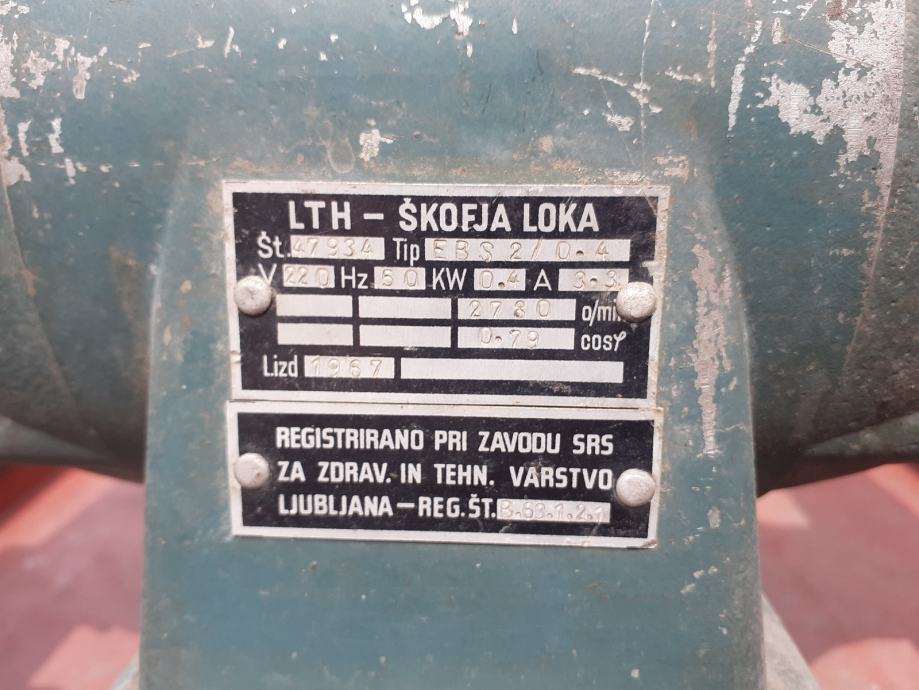 LTH – ŠKOFJA LOKA
Št. 47934 Tip EBS 2/0.4
V 220 Hz 50 KW 0.4 A 3.3
2730 o/min
0.79 cosφ
Lizd 1967
REGISTRIRANO PRI ZAVODU SRS
ZA ZDRAV. IN TEHN. VARSTVO
LJUBLJANA – REG. ŠT. B.63.1.2.1